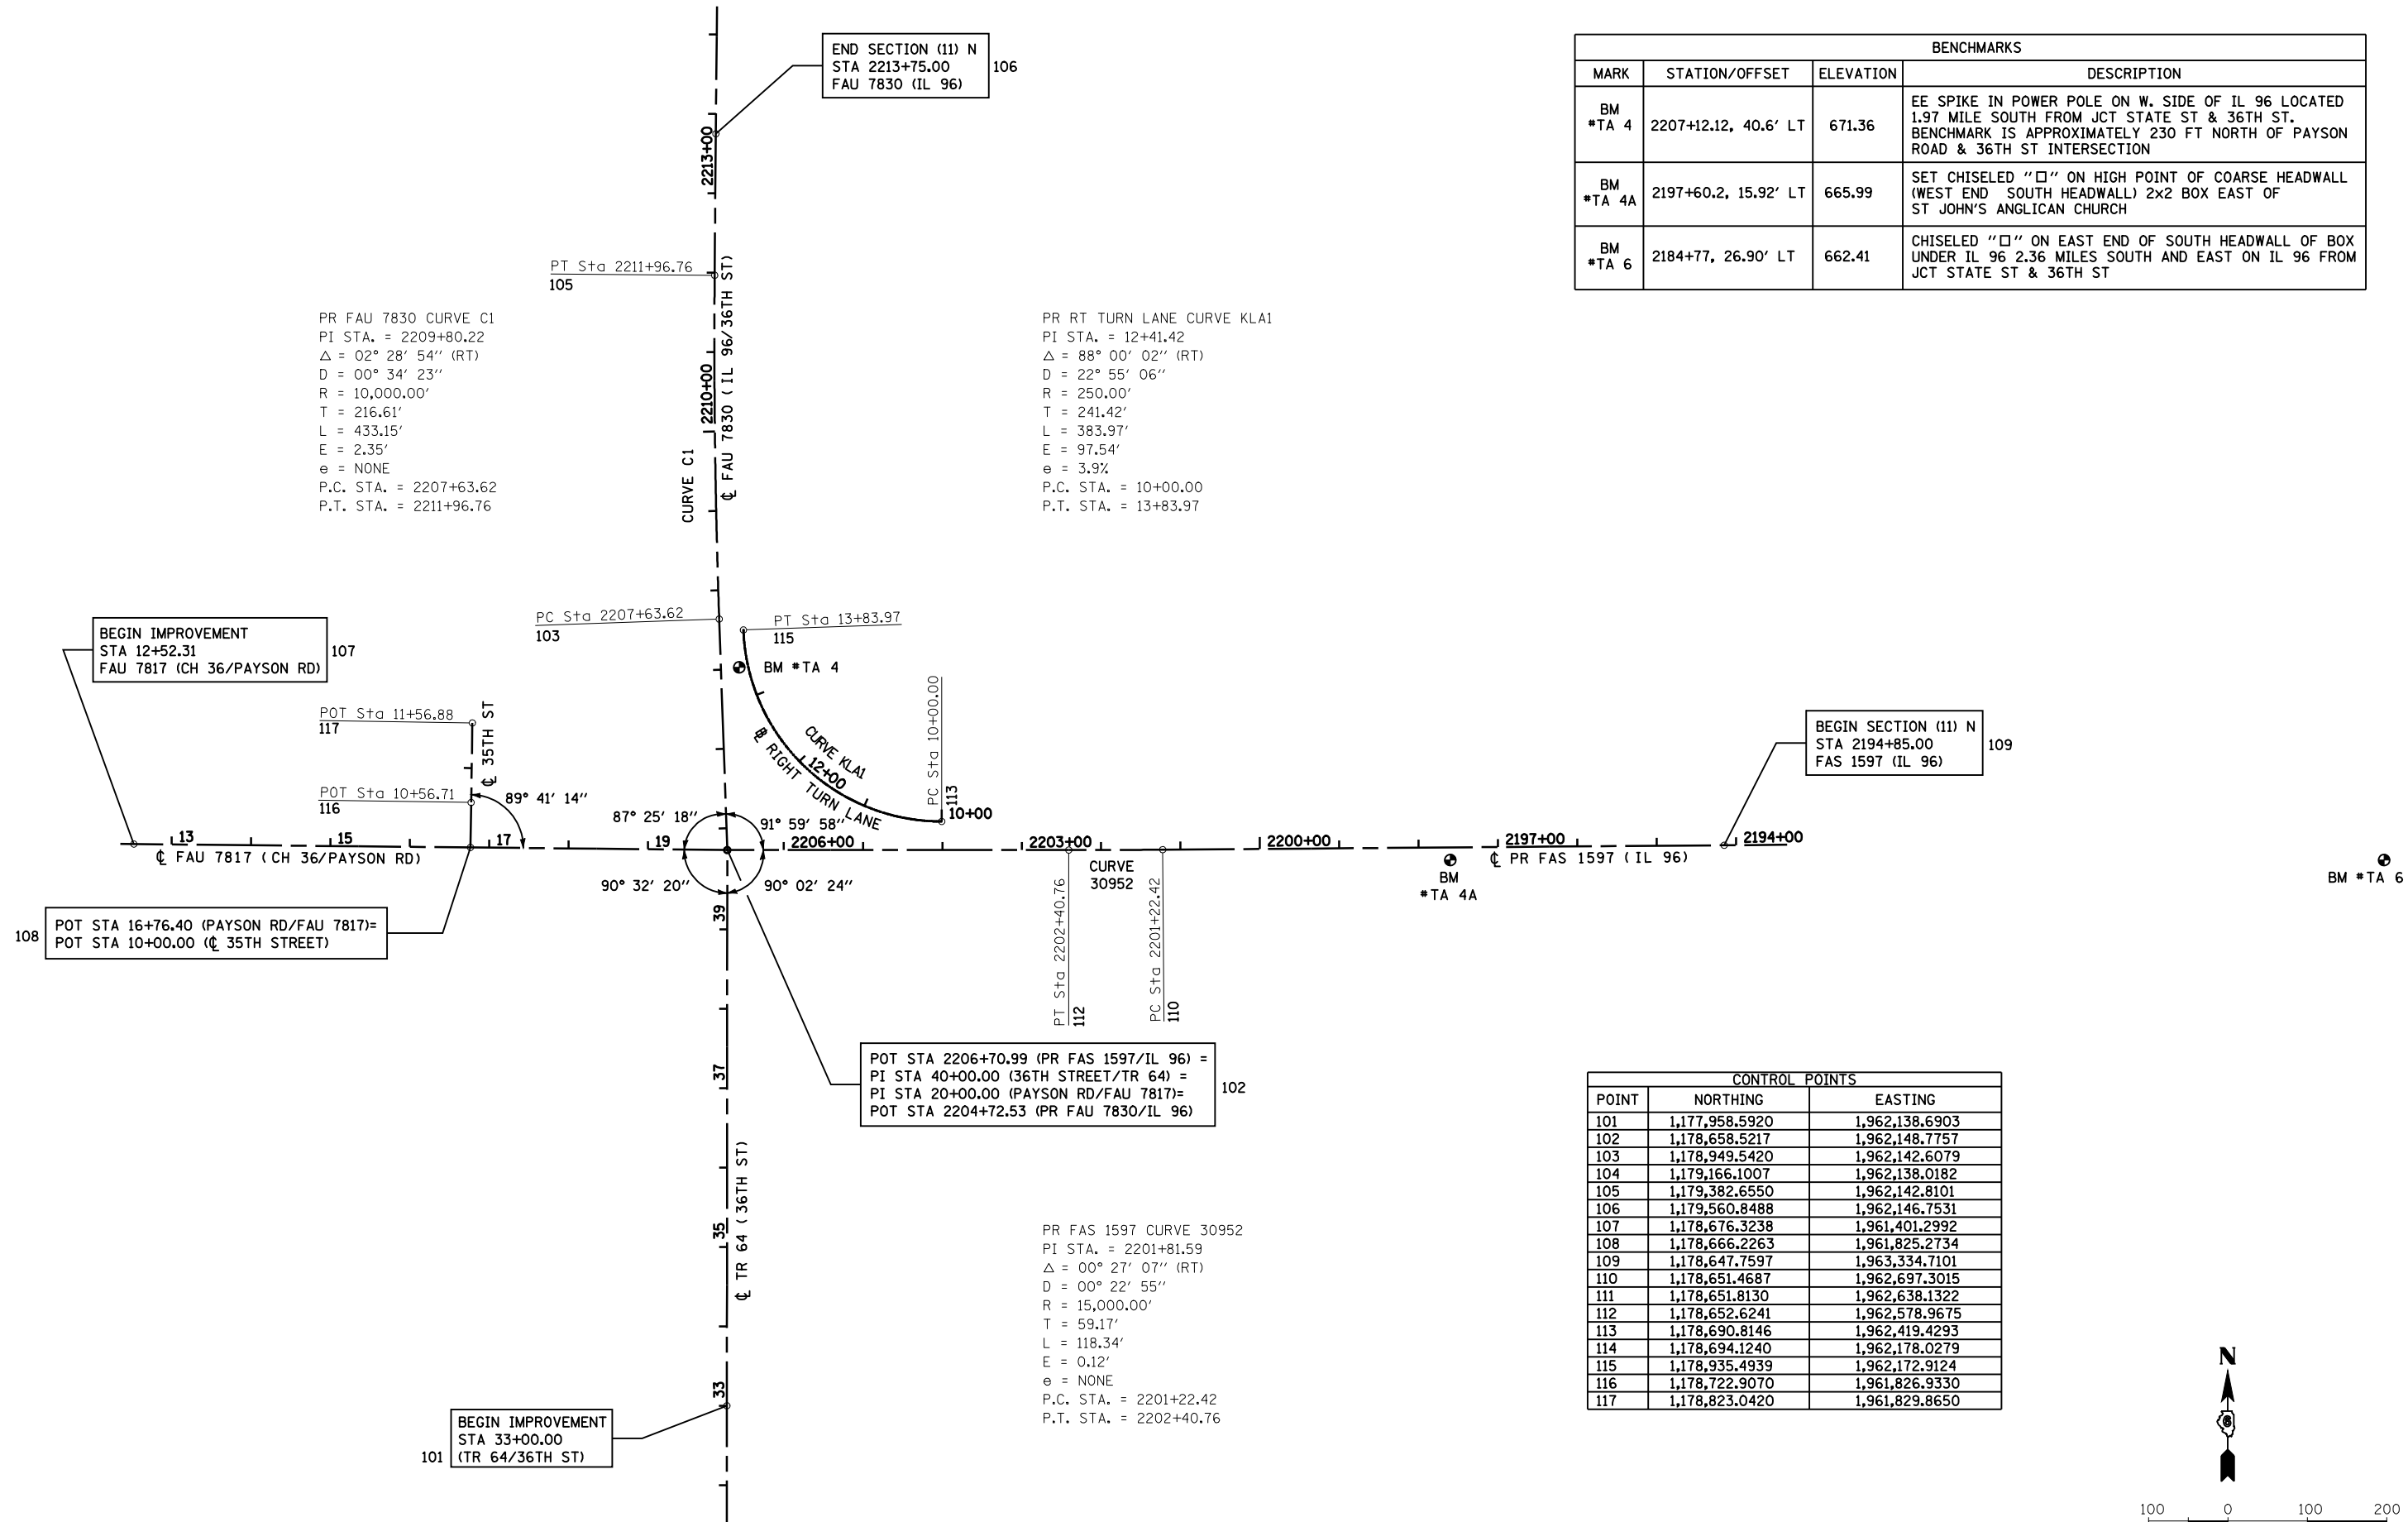 END SECTION (11) N
STA 2213+75.00
FAU 7830 (IL 96)
106
BENCHMARKS
MARK STATION/OFFSET ELEVATION DESCRIPTION
BM
#TA 4
2207+12.12, 40.6' LT 671.36
EE SPIKE IN POWER POLE ON W. SIDE OF IL 96 LOCATED
1.97 MILE SOUTH FROM JCT STATE ST & 36TH ST.
BENCHMARK IS APPROXIMATELY 230 FT NORTH OF PAYSON
ROAD & 36TH ST INTERSECTION
BM
#TA 4A
2197+60.2, 15.92' LT 665.99
SET CHISELED "□" ON HIGH POINT OF COARSE HEADWALL
(WEST END SOUTH HEADWALL) 2x2 BOX EAST OF
ST JOHN'S ANGLICAN CHURCH
BM
#TA 6
2184+77, 26.90' LT 662.41
CHISELED "□" ON EAST END OF SOUTH HEADWALL OF BOX
UNDER IL 96 2.36 MILES SOUTH AND EAST ON IL 96 FROM
JCT STATE ST & 36TH ST
2213+00
PT Sta 2211+96.76
105
PR FAU 7830 CURVE C1
PI STA. = 2209+80.22
△ = 02° 28' 54" (RT)
D = 00° 34' 23"
R = 10,000.00'
T = 216.61'
L = 433.15'
E = 2.35'
e = NONE
P.C. STA. = 2207+63.62
P.T. STA. = 2211+96.76
2210+00
CURVE C1
℄ FAU 7830 (IL 96/36TH ST)
PR RT TURN LANE CURVE KLA1
PI STA. = 12+41.42
△ = 88° 00' 02" (RT)
D = 22° 55' 06"
R = 250.00'
T = 241.42'
L = 383.97'
E = 97.54'
e = 3.9%
P.C. STA. = 10+00.00
P.T. STA. = 13+83.97
PC Sta 2207+63.62
103
PT Sta 13+83.97
115
BM #TA 4
BEGIN IMPROVEMENT
STA 12+52.31
FAU 7817 (CH 36/PAYSON RD)
107
POT Sta 11+56.88
117
℄ 35TH ST
POT Sta 10+56.71
116
89° 41' 14"
CURVE KLA1
12+00
℄ RIGHT TURN LANE
PC Sta 10+00.00
113
10+00
BEGIN SECTION (11) N
STA 2194+85.00
FAS 1597 (IL 96)
109
87° 25' 18"
91° 59' 58"
13 15 17 19 2206+00 2203+00 2200+00 2197+00 2194+00
℄ FAU 7817 (CH 36/PAYSON RD)
CURVE
30952
℄ PR FAS 1597 (IL 96)
BM
#TA 4A
BM #TA 6
90° 32' 20"
90° 02' 24"
POT STA 16+76.40 (PAYSON RD/FAU 7817)=
POT STA 10+00.00 (℄ 35TH STREET)
108
39
PT Sta 2202+40.76
112
PC Sta 2201+22.42
110
37
POT STA 2206+70.99 (PR FAS 1597/IL 96) =
PI STA 40+00.00 (36TH STREET/TR 64) =
PI STA 20+00.00 (PAYSON RD/FAU 7817)=
POT STA 2204+72.53 (PR FAU 7830/IL 96)
102
35
℄ TR 64 (36TH ST)
33
PR FAS 1597 CURVE 30952
PI STA. = 2201+81.59
△ = 00° 27' 07" (RT)
D = 00° 22' 55"
R = 15,000.00'
T = 59.17'
L = 118.34'
E = 0.12'
e = NONE
P.C. STA. = 2201+22.42
P.T. STA. = 2202+40.76
BEGIN IMPROVEMENT
STA 33+00.00
(TR 64/36TH ST)
101
CONTROL POINTS
POINT NORTHING EASTING
101 1,177,958.5920 1,962,138.6903
102 1,178,658.5217 1,962,148.7757
103 1,178,949.5420 1,962,142.6079
104 1,179,166.1007 1,962,138.0182
105 1,179,382.6550 1,962,142.8101
106 1,179,560.8488 1,962,146.7531
107 1,178,676.3238 1,961,401.2992
108 1,178,666.2263 1,961,825.2734
109 1,178,647.7597 1,963,334.7101
110 1,178,651.4687 1,962,697.3015
111 1,178,651.8130 1,962,638.1322
112 1,178,652.6241 1,962,578.9675
113 1,178,690.8146 1,962,419.4293
114 1,178,694.1240 1,962,178.0279
115 1,178,935.4939 1,962,172.9124
116 1,178,722.9070 1,961,826.9330
117 1,178,823.0420 1,961,829.8650
N
6
100 0 100 200